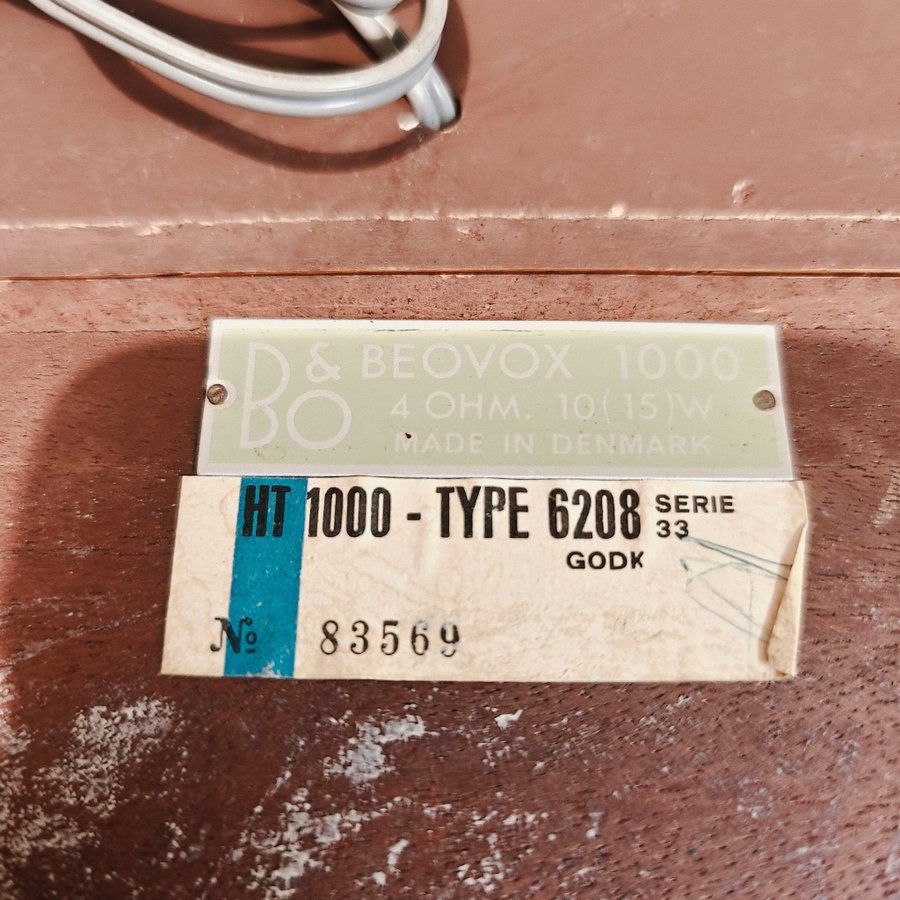 B&O BEOVOX 1000
4 OHM. 10(15)W
MADE IN DENMARK
HT 1000 - TYPE 6208 SERIE 33
GODK
№ 83569